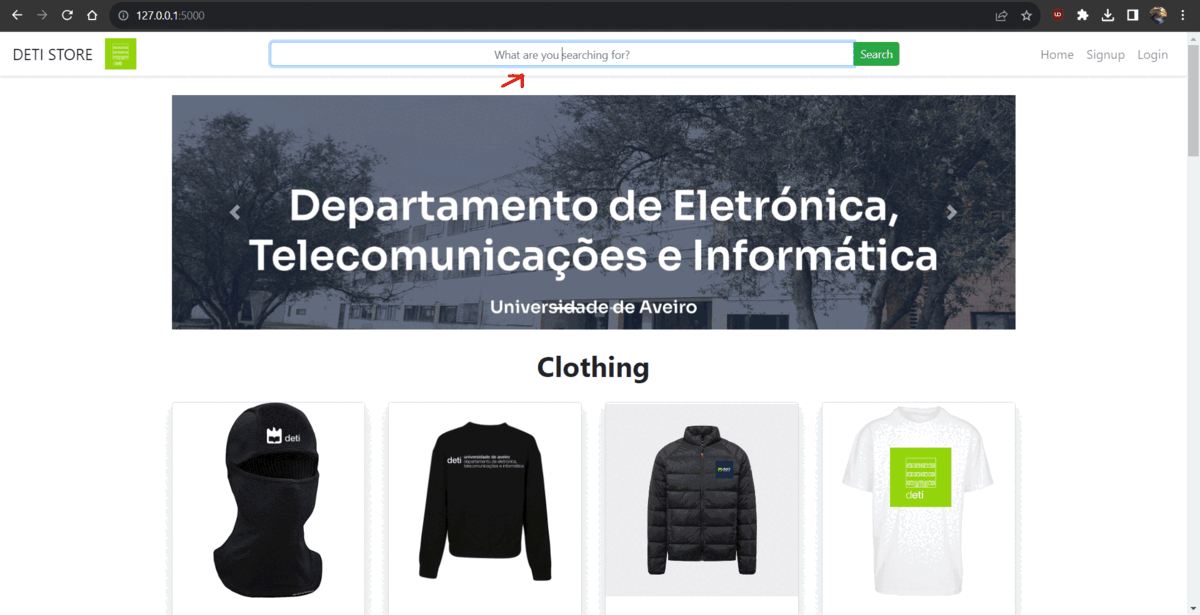 127.0.0.1:5000
DETI STORE
What are you searching for?
Search
Home
Signup
Login
Departamento de Eletrónica,
Telecomunicações e Informática
Universidade de Aveiro
Clothing
deti
deti universidade de aveiro
departamento de eletrónica,
telecomunicações e informática
deti